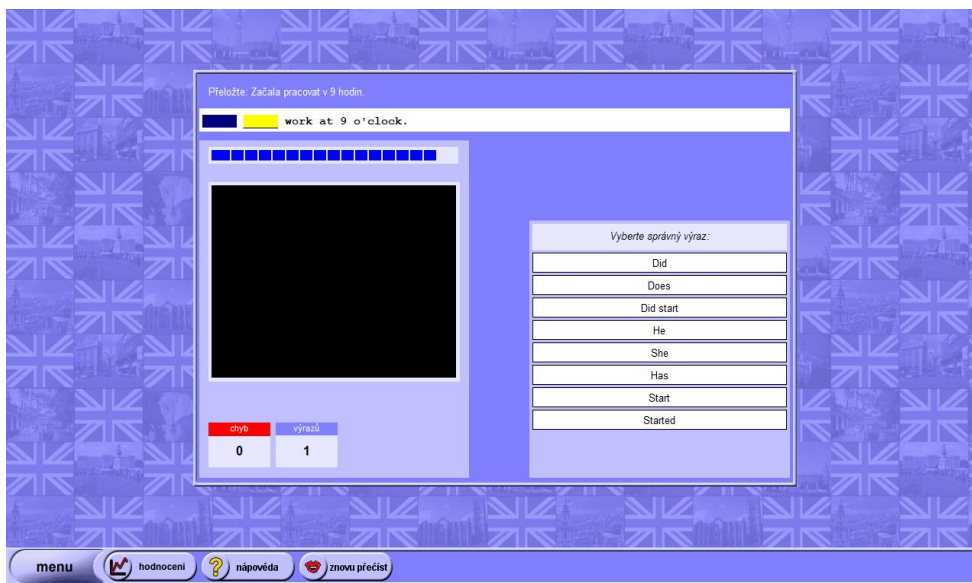 Přeložte: Začala pracovat v 9 hodin.
work at 9 o'clock.
Vyberte správný výraz:
Did
Does
Did start
He
She
Has
Start
Started
chyb výrazů
0 1
menu hodnoceni nápověda znovu přečíst